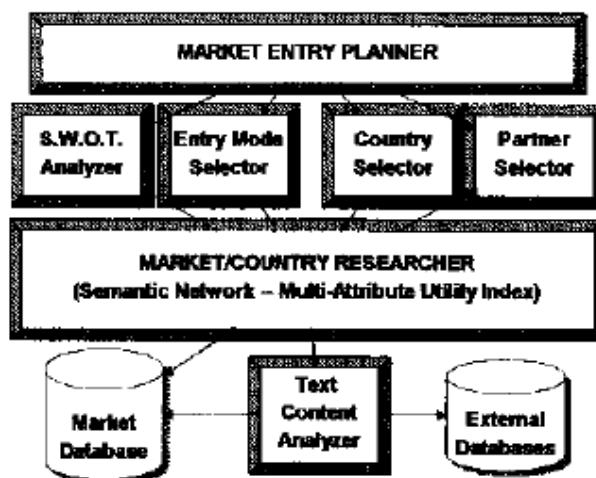 MARKET ENTRY PLANNER
S.W.O.T.
Analyzer
Entry Mode
Selector
Country
Selector
Partner
Selector
MARKET/COUNTRY RESEARCHER
(Semantic Network -- Multi-Attribute Utility Index)
Market
Database
Text
Content
Analyzer
External
Databases